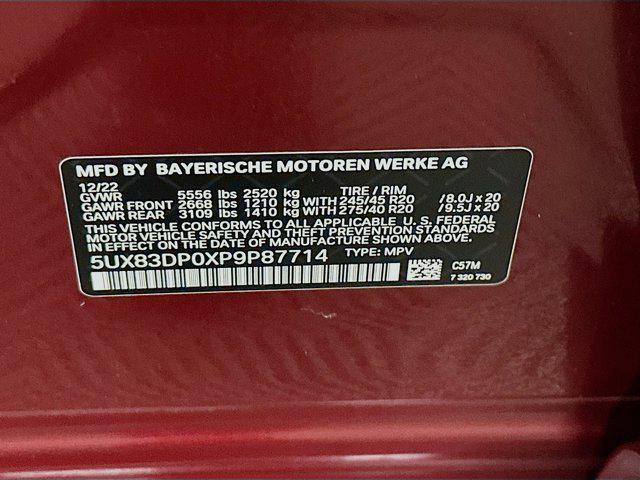 MFD BY BAYERISCHE MOTOREN WERKE AG
12/22
GVWR 5556 lbs 2520 kg TIRE / RIM
GAWR FRONT 2668 lbs 1210 kg WITH 245/45 R20 /8.0J x 20
GAWR REAR 3109 lbs 1410 kg WITH 275/40 R20 /9.5J x 20
THIS VEHICLE CONFORMS TO ALL APPLICABLE U. S. FEDERAL
MOTOR VEHICLE SAFETY, BUMPER, AND THEFT PREVENTION STANDARDS
IN EFFECT ON THE DATE OF MANUFACTURE SHOWN ABOVE.
5UX83DP0XP9P87714 TYPE: MPV
C57M
7 320 730